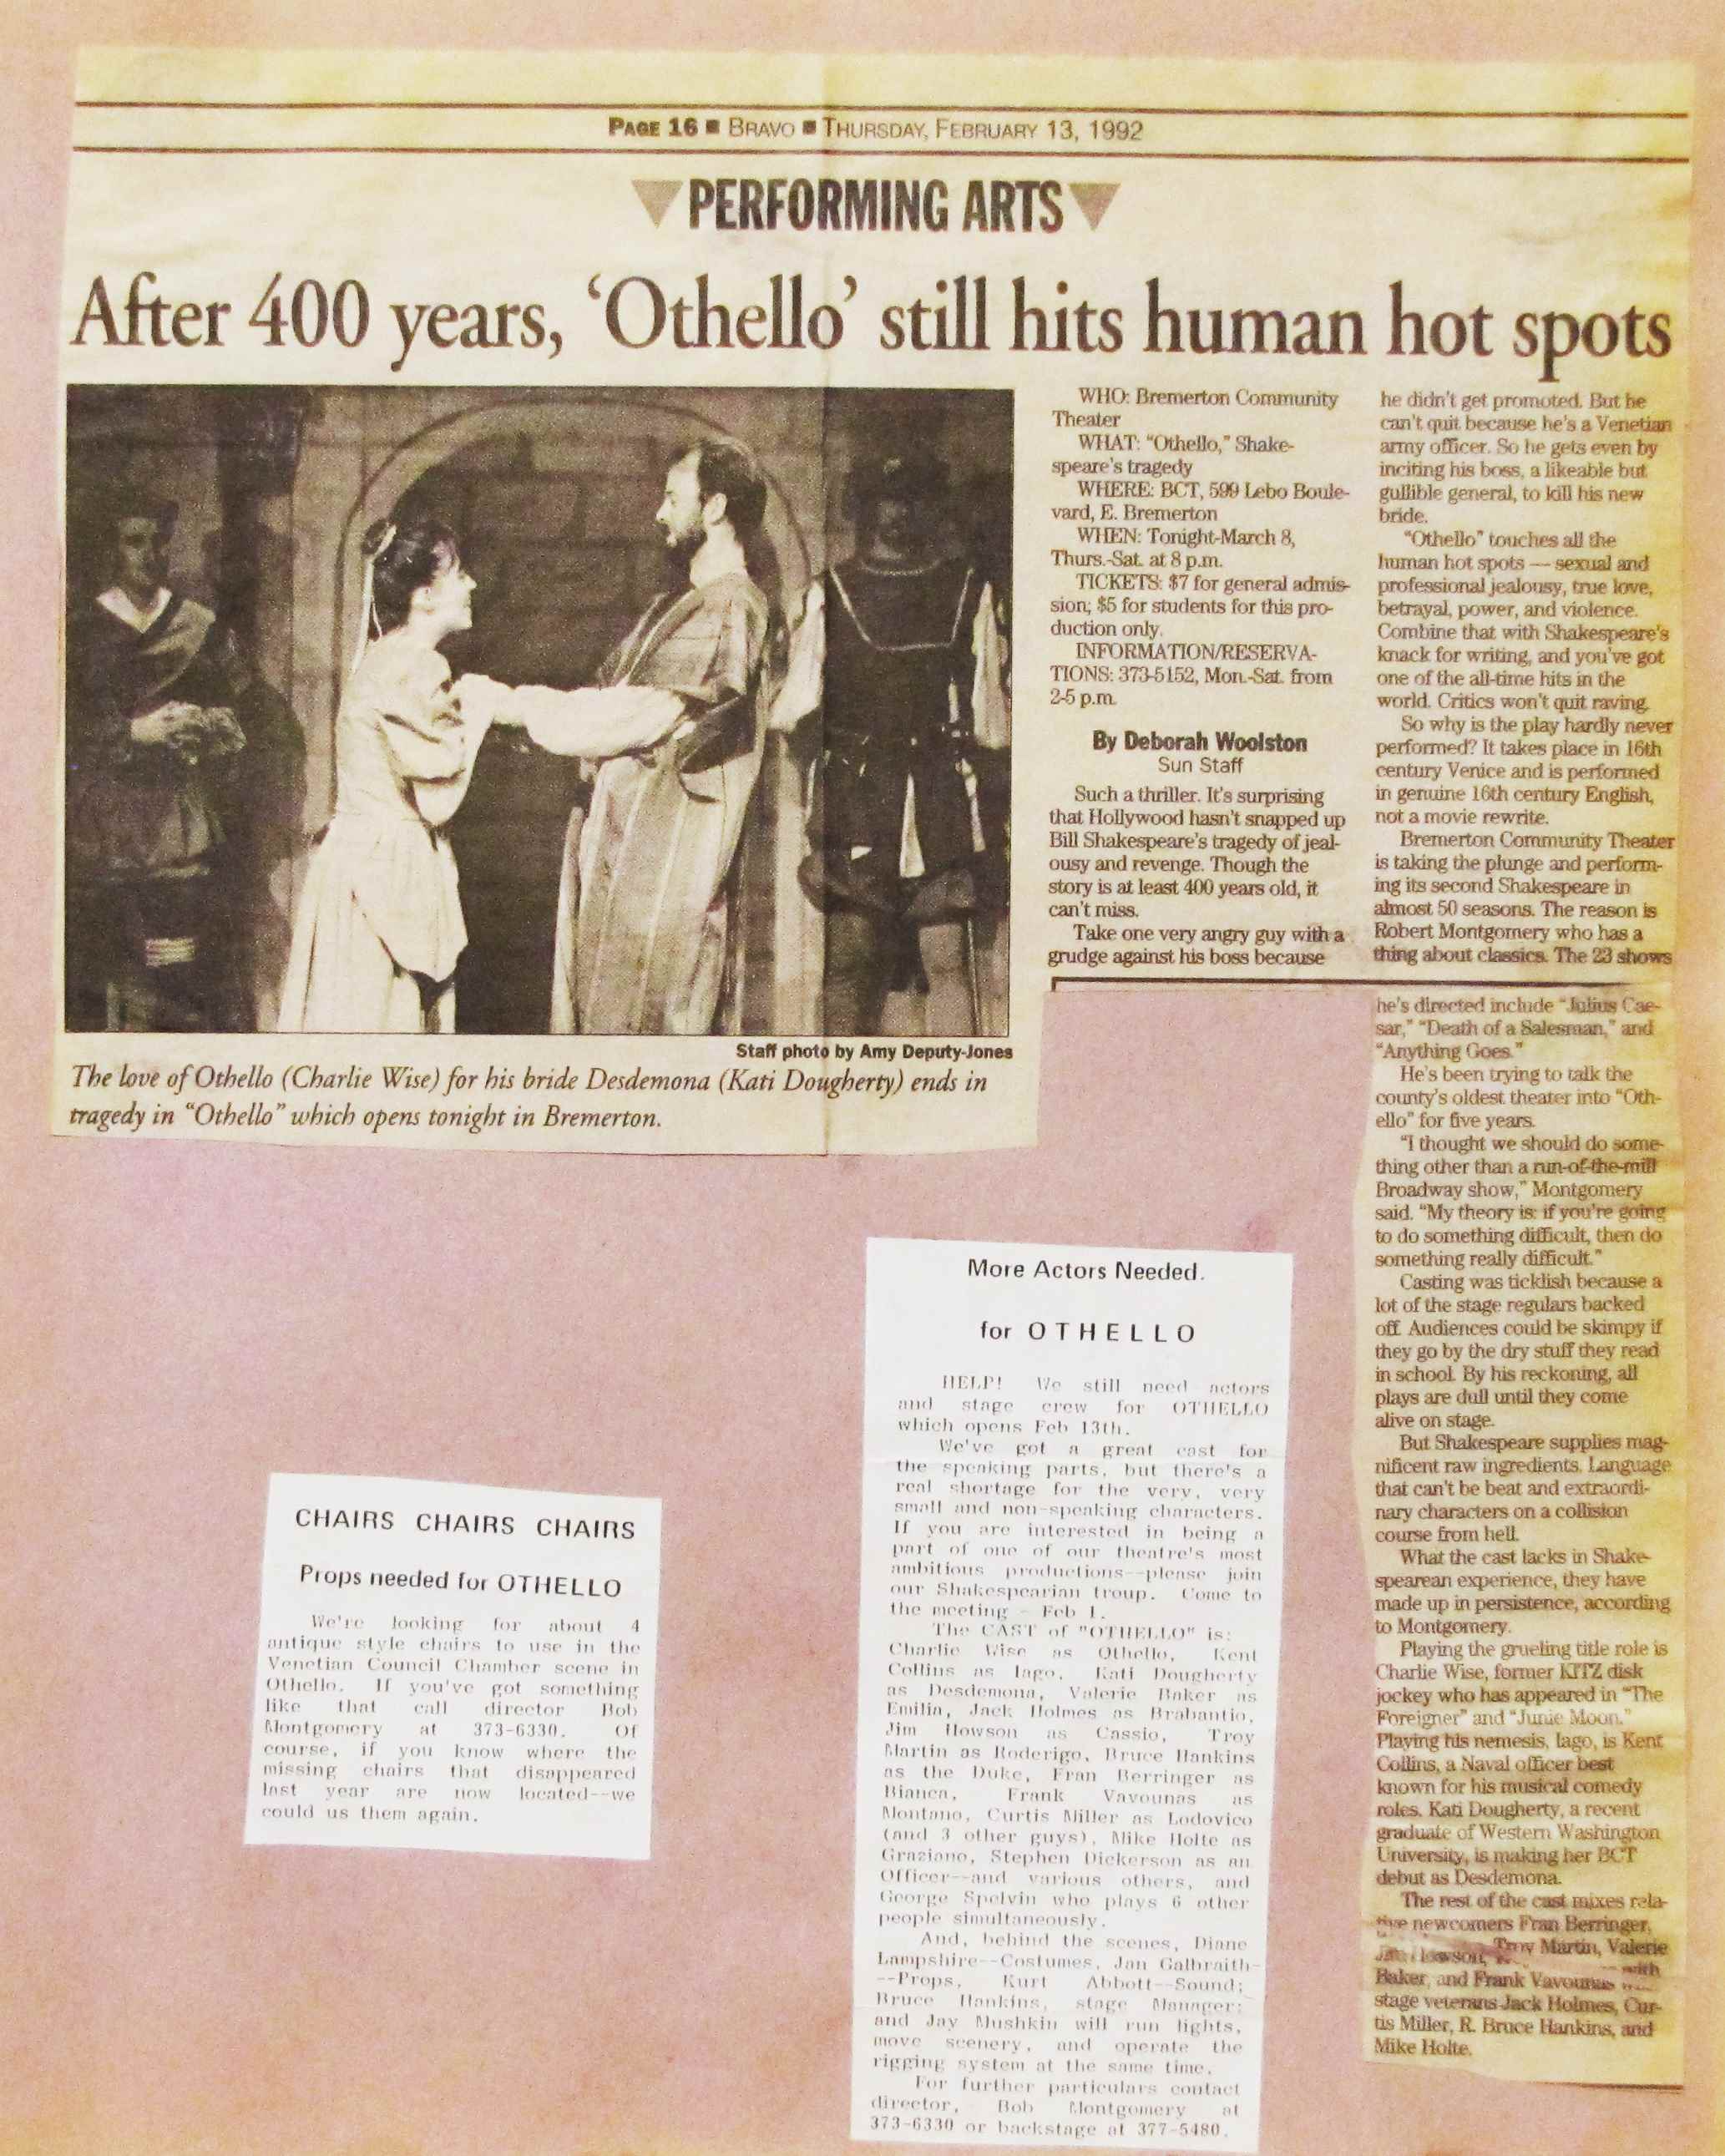 PAGE 16 ■ BRAVO ■ THURSDAY, FEBRUARY 13, 1992
PERFORMING ARTS
After 400 years, ‘Othello’ still hits human hot spots
Staff photo by Amy Deputy-Jones
The love of Othello (Charlie Wise) for his bride Desdemona (Kati Dougherty) ends in
tragedy in “Othello” which opens tonight in Bremerton.
WHO: Bremerton Community
Theater
WHAT: “Othello,” Shake-
speare's tragedy
WHERE: BCT, 599 Lebo Boule-
vard, E. Bremerton
WHEN: Tonight-March 8,
Thurs.-Sat. at 8 p.m.
TICKETS: $7 for general admis-
sion; $5 for students for this pro-
duction only.
INFORMATION/RESERVA-
TIONS: 373-5152, Mon.-Sat. from
2-5 p.m.
By Deborah Woolston
Sun Staff
Such a thriller. It's surprising
that Hollywood hasn't snapped up
Bill Shakespeare's tragedy of jeal-
ousy and revenge. Though the
story is at least 400 years old, it
can't miss.
Take one very angry guy with a
grudge against his boss because
he didn't get promoted. But he
can't quit because he's a Venetian
army officer. So he gets even by
inciting his boss, a likeable but
gullible general, to kill his new
bride.
“Othello” touches all the
human hot spots — sexual and
professional jealousy, true love,
betrayal, power, and violence.
Combine that with Shakespeare's
knack for writing, and you've got
one of the all-time hits in the
world. Critics won't quit raving.
So why is the play hardly never
performed? It takes place in 16th
century Venice and is performed
in genuine 16th century English,
not a movie rewrite.
Bremerton Community Theater
is taking the plunge and perform-
ing its second Shakespeare in
almost 50 seasons. The reason is
Robert Montgomery who has a
thing about classics. The 23 shows
he's directed include “Julius Cae-
sar,” “Death of a Salesman,” and
“Anything Goes.”
He's been trying to talk the
county's oldest theater into “Oth-
ello” for five years.
“I thought we should do some-
thing other than a run-of-the-mill
Broadway show,” Montgomery
said. “My theory is: if you're going
to do something difficult, then do
something really difficult.”
Casting was ticklish because a
lot of the stage regulars backed
off. Audiences could be skimpy if
they go by the dry stuff they read
in school. By his reckoning, all
plays are dull until they come
alive on stage.
But Shakespeare supplies mag-
nificent raw ingredients. Language
that can't be beat and extraordi-
nary characters on a collision
course from hell.
What the cast lacks in Shake-
spearean experience, they have
made up in persistence, according
to Montgomery.
Playing the grueling title role is
Charlie Wise, former KITZ disk
jockey who has appeared in “The
Foreigner” and “Junie Moon.”
Playing his nemesis, Iago, is Kent
Collins, a Naval officer best
known for his musical comedy
roles. Kati Dougherty, a recent
graduate of Western Washington
University, is making her BCT
debut as Desdemona.
The rest of the cast mixes rela-
tive newcomers Fran Berringer,
Troy Martin, Valerie
Baker, and Frank Vavounas with
stage veterans Jack Holmes, Cur-
tis Miller, R. Bruce Hankins, and
Mike Holte.
CHAIRS CHAIRS CHAIRS
Props needed for OTHELLO
We're looking for about 4
antique style chairs to use in the
Venetian Council Chamber scene in
Othello. If you've got something
like that call director Bob
Montgomery at 373-6330. Of
course, if you know where the
missing chairs that disappeared
last year are now located--we
could us them again.
More Actors Needed.
for OTHELLO
HELP! We still need actors
and stage crew for OTHELLO
which opens Feb 13th.
We've got a great cast for
the speaking parts, but there's a
real shortage for the very, very
small and non-speaking characters.
If you are interested in being a
part of one of our theatre's most
ambitious productions--please join
our Shakespearian troup. Come to
the meeting - Feb 1.
The CAST of "OTHELLO" is:
Charlie Wise as Othello, Kent
Collins as Iago, Kati Dougherty
as Desdemona, Valerie Baker as
Emilia, Jack Holmes as Brabantio,
Jim Howson as Cassio, Troy
Martin as Roderigo, Bruce Hankins
as the Duke, Fran Berringer as
Bianca, Frank Vavounas as
Montano, Curtis Miller as Lodovico
(and 3 other guys), Mike Holte as
Graziano, Stephen Dickerson as an
Officer--and various others, and
George Spelvin who plays 6 other
people simultaneously.
And, behind the scenes, Diane
Lampshire--Costumes, Jan Galbraith-
--Props, Kurt Abbott--Sound;
Bruce Hankins, stage Manager;
and Jay Mushkin will run lights,
move scenery, and operate the
rigging system at the same time.
For further particulars contact
director, Bob Montgomery at
373-6330 or backstage at 377-5480.